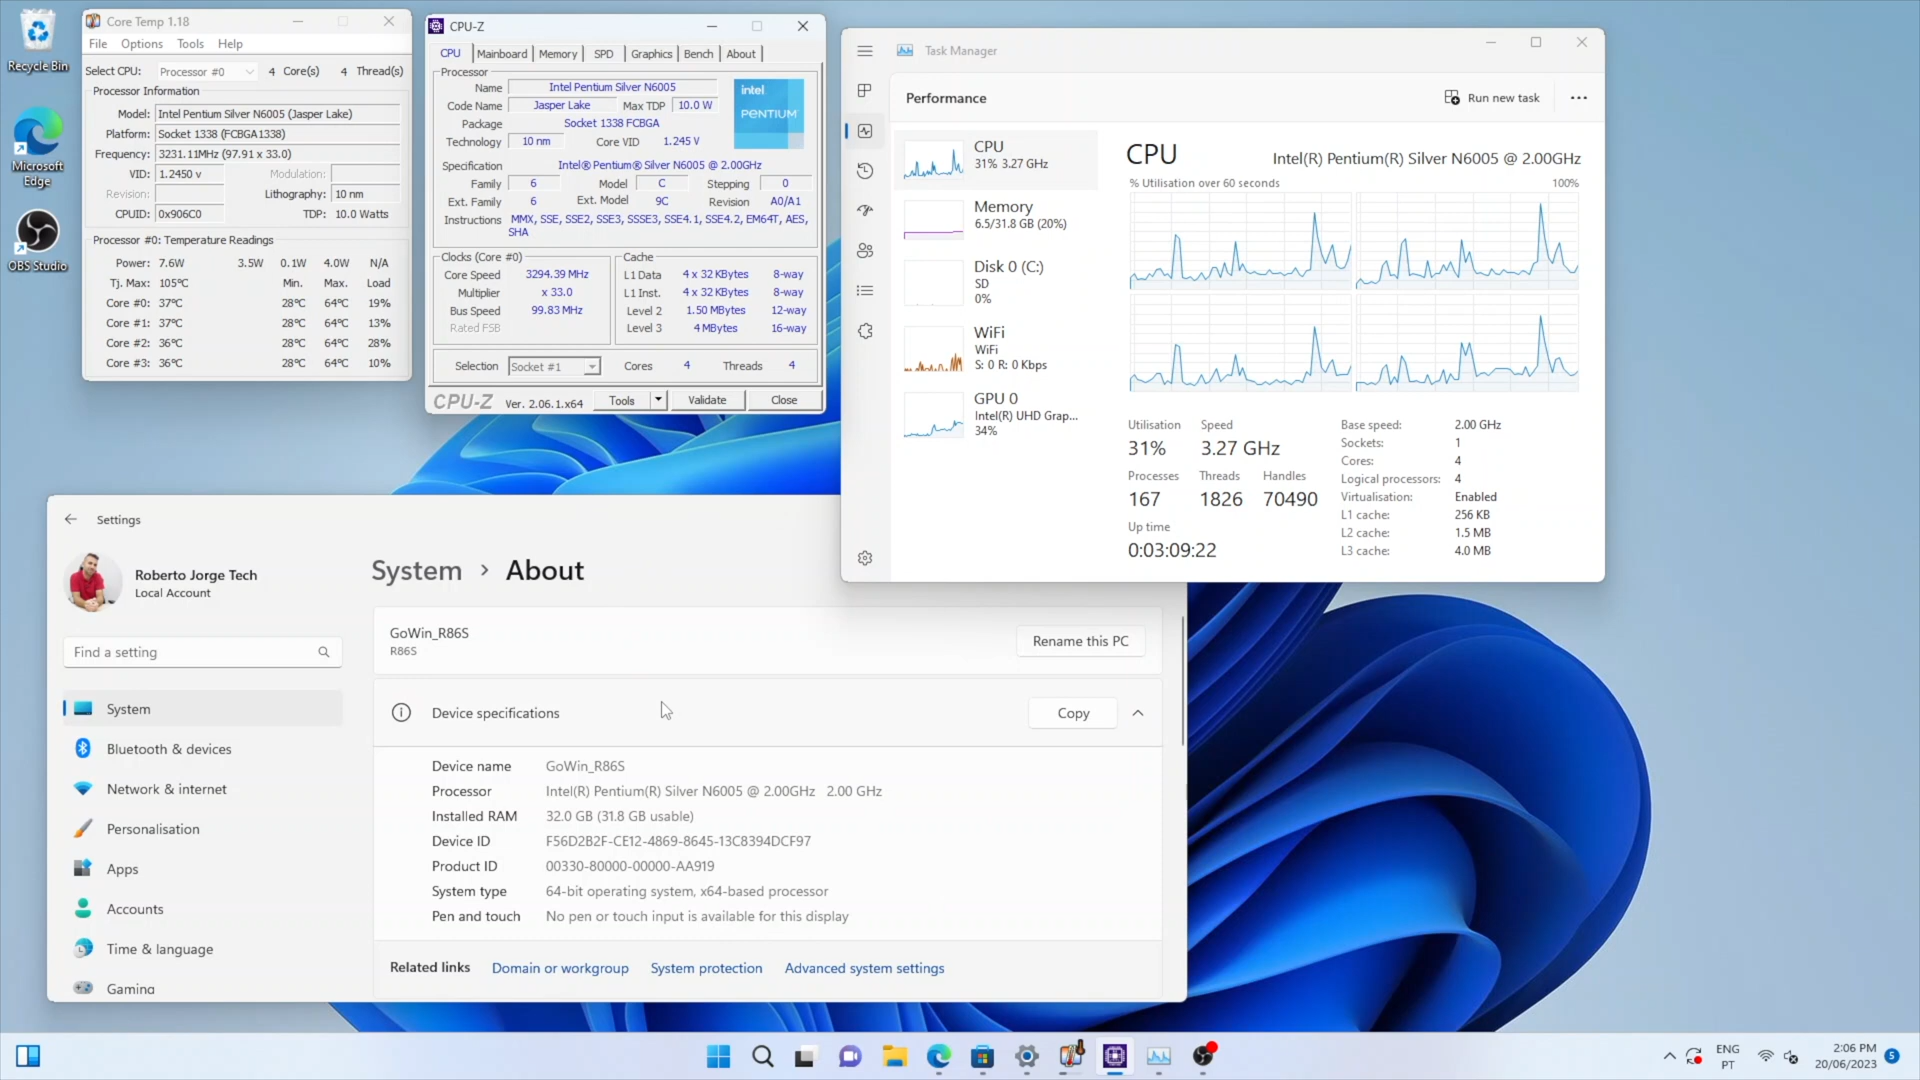 Recycle Bin
Microsoft
Edge
OBS Studio
Core Temp 1.18
File Options Tools Help
Select CPU: Processor #0 4 Core(s) 4 Thread(s)
Processor Information
Model: Intel Pentium Silver N6005 (Jasper Lake)
Platform: Socket 1338 (FCBGA1338)
Frequency: 3231.11MHz (97.91 x 33.0)
VID: 1.2450 v Modulation:
Revision: Lithography: 10 nm
CPUID: 0x906C0 TDP: 10.0 Watts
Processor #0: Temperature Readings
Power: 7.6W 3.5W 0.1W 4.0W N/A
Tj. Max: 105°C Min. Max. Load
Core #0: 37°C 28°C 64°C 19%
Core #1: 37°C 28°C 64°C 13%
Core #2: 36°C 28°C 64°C 28%
Core #3: 36°C 28°C 64°C 10%
CPU-Z
CPU Mainboard Memory SPD Graphics Bench About
Processor
Name Intel Pentium Silver N6005
Code Name Jasper Lake Max TDP 10.0 W
Package Socket 1338 FCBGA
Technology 10 nm Core VID 1.245 V
intel
PENTIUM
Specification Intel® Pentium® Silver N6005 @ 2.00GHz
Family 6 Model C Stepping 0
Ext. Family 6 Ext. Model 9C Revision A0/A1
Instructions MMX, SSE, SSE2, SSE3, SSSE3, SSE4.1, SSE4.2, EM64T, AES,
SHA
Clocks (Core #0)
Core Speed 3294.39 MHz
Multiplier x 33.0
Bus Speed 99.83 MHz
Rated FSB
Cache
L1 Data 4 x 32 KBytes 8-way
L1 Inst. 4 x 32 KBytes 8-way
Level 2 1.50 MBytes 12-way
Level 3 4 MBytes 16-way
Selection Socket #1 Cores 4 Threads 4
CPU-Z Ver. 2.06.1.x64 Tools Validate Close
Task Manager
Performance Run new task
CPU
31% 3.27 GHz
Memory
6.5/31.8 GB (20%)
Disk 0 (C:)
SD
0%
WiFi
WiFi
S: 0 R: 0 Kbps
GPU 0
Intel(R) UHD Grap...
34%
CPU Intel(R) Pentium(R) Silver N6005 @ 2.00GHz
% Utilisation over 60 seconds 100%
Utilisation Speed
31% 3.27 GHz
Processes Threads Handles
167 1826 70490
Up time
0:03:09:22
Base speed: 2.00 GHz
Sockets: 1
Cores: 4
Logical processors: 4
Virtualisation: Enabled
L1 cache: 256 KB
L2 cache: 1.5 MB
L3 cache: 4.0 MB
Settings
Roberto Jorge Tech
Local Account
Find a setting
System
Bluetooth & devices
Network & internet
Personalisation
Apps
Accounts
Time & language
Gaming
System › About
GoWin_R86S
R86S
Rename this PC
Device specifications Copy
Device name GoWin_R86S
Processor Intel(R) Pentium(R) Silver N6005 @ 2.00GHz 2.00 GHz
Installed RAM 32.0 GB (31.8 GB usable)
Device ID F56D2B2F-CE12-4869-8645-13C8394DCF97
Product ID 00330-80000-00000-AA919
System type 64-bit operating system, x64-based processor
Pen and touch No pen or touch input is available for this display
Related links Domain or workgroup System protection Advanced system settings
ENG
PT
2:06 PM
20/06/2023
5